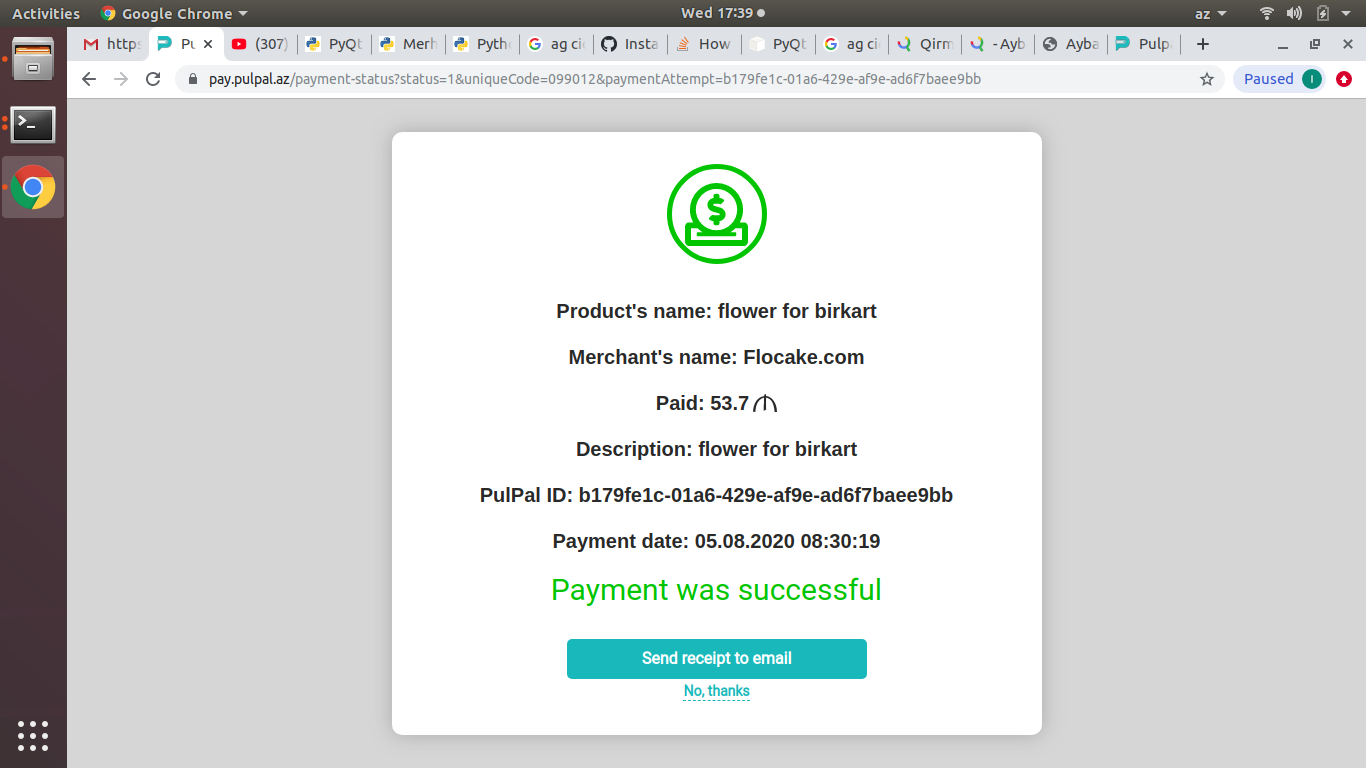 Activities Google Chrome Wed 17:39 az
https Pu (307) PyQt Merh Pytho ag ci Insta How PyQt ag ci Qirm - Ayb Ayba Pulp
pay.pulpal.az/payment-status?status=1&uniqueCode=099012&paymentAttempt=b179fe1c-01a6-429e-af9e-ad6f7baee9bb Paused I
Product's name: flower for birkart
Merchant's name: Flocake.com
Paid: 53.7 ₼
Description: flower for birkart
PulPal ID: b179fe1c-01a6-429e-af9e-ad6f7baee9bb
Payment date: 05.08.2020 08:30:19
Payment was successful
Send receipt to email
No, thanks